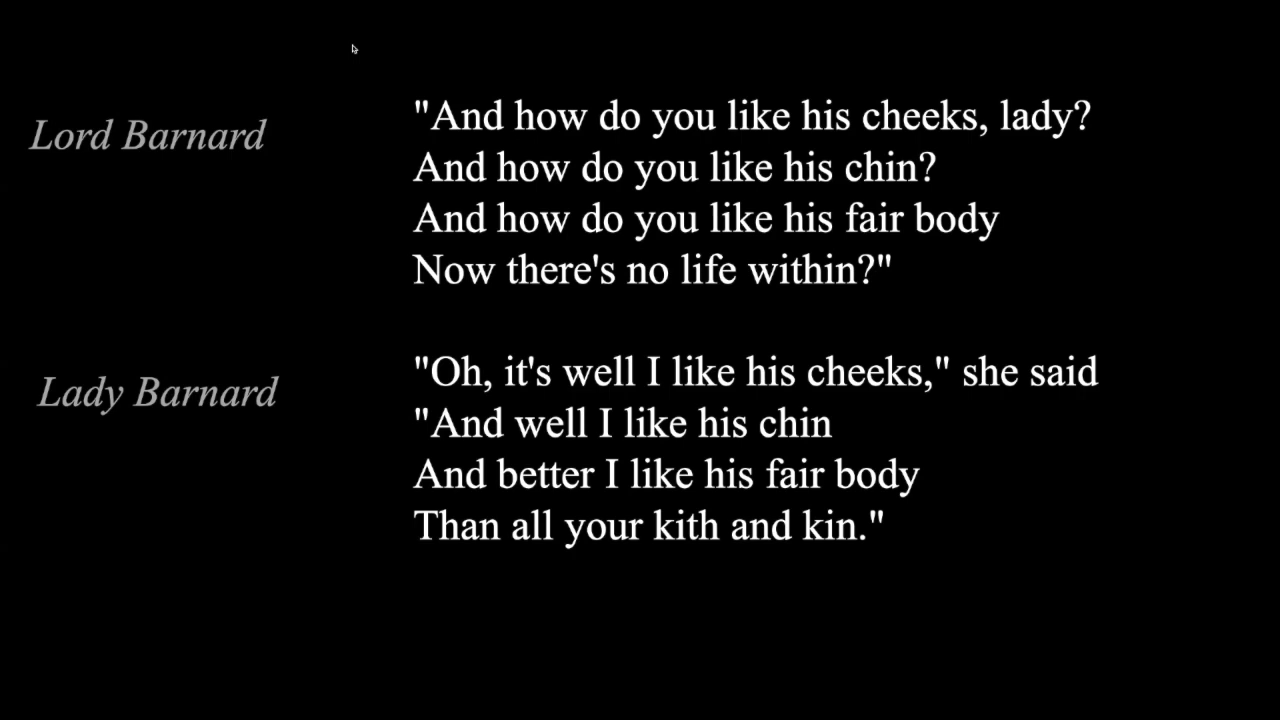 Lord Barnard
"And how do you like his cheeks, lady?
And how do you like his chin?
And how do you like his fair body
Now there's no life within?"
Lady Barnard
"Oh, it's well I like his cheeks," she said
"And well I like his chin
And better I like his fair body
Than all your kith and kin."